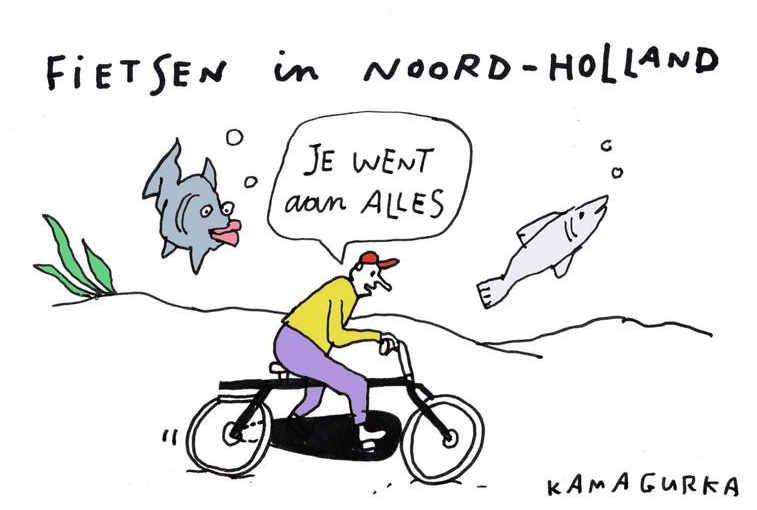 FiETSEN in NOORD-HOLLAND
JE WENT
aan ALLES
KAMAGURKA